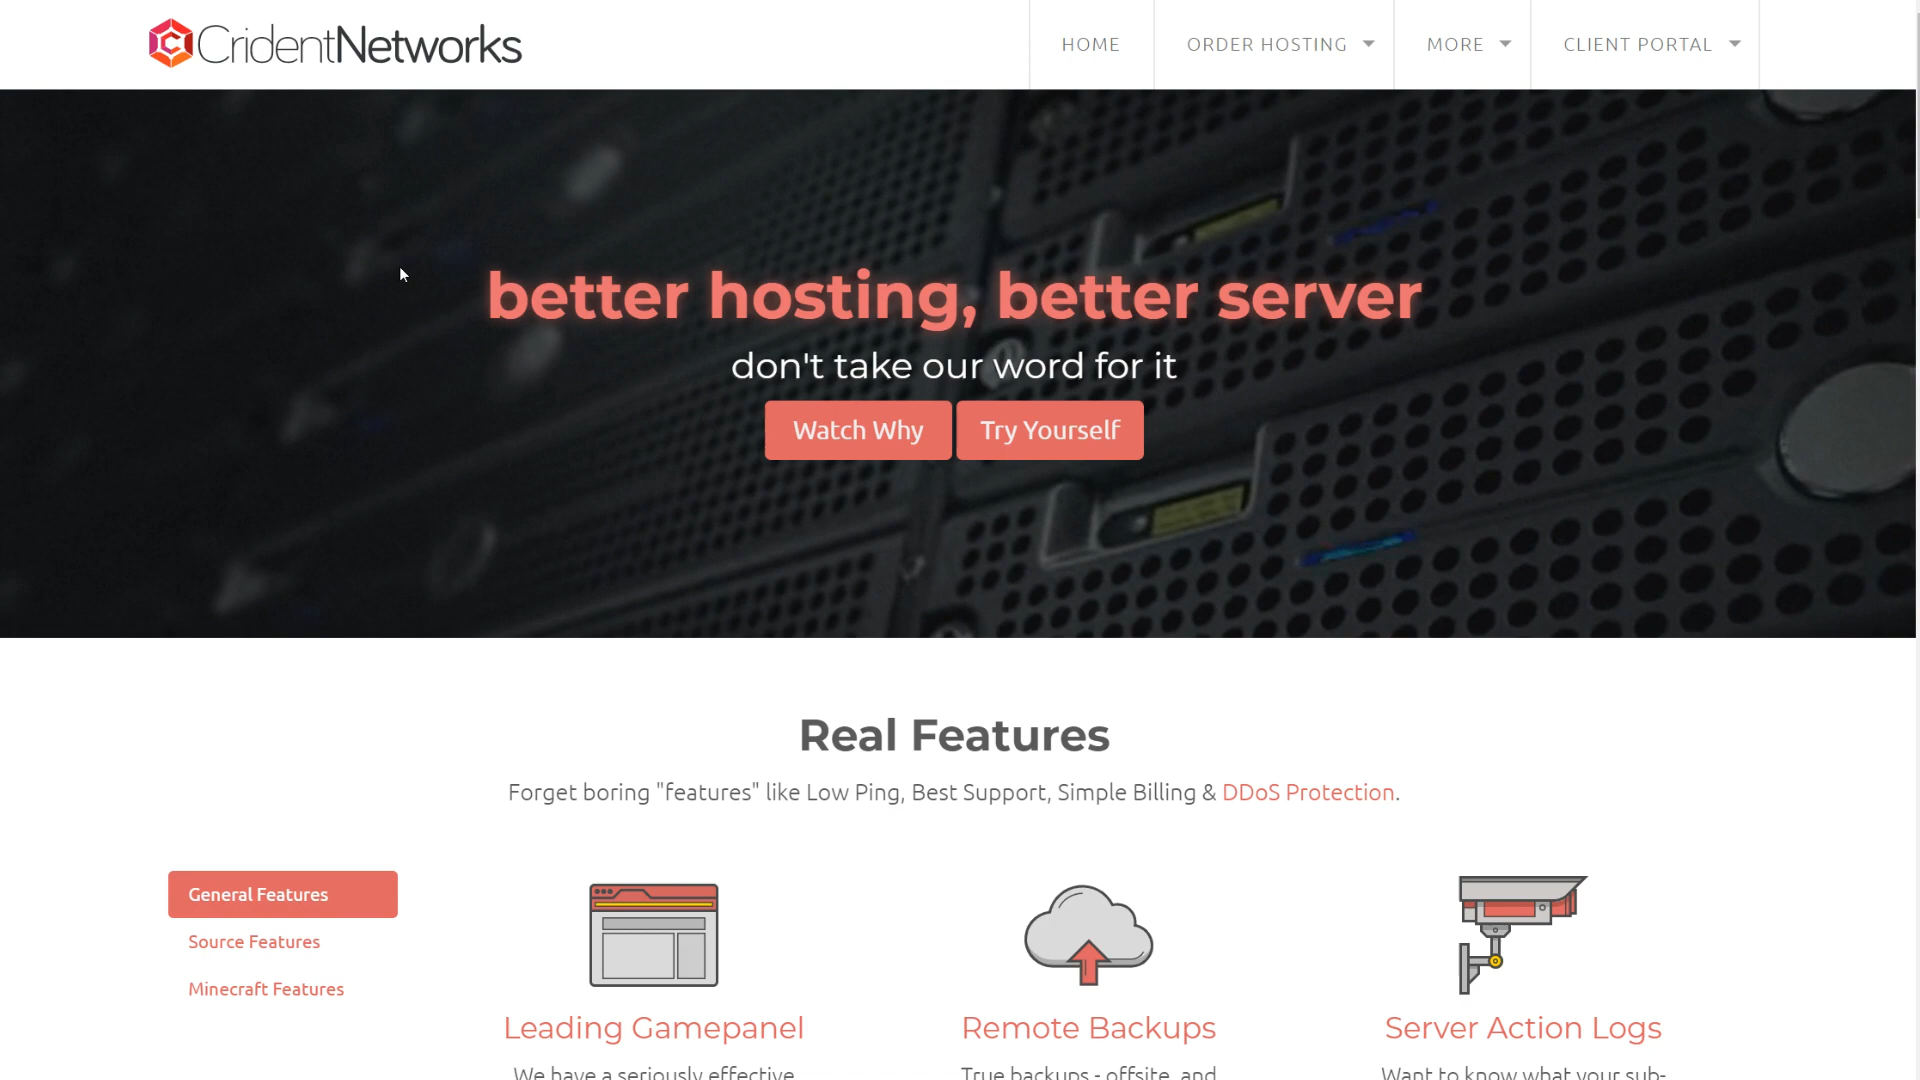 CridentNetworks
HOME
ORDER HOSTING
MORE
CLIENT PORTAL
better hosting, better server
don't take our word for it
Watch Why
Try Yourself
Real Features
Forget boring "features" like Low Ping, Best Support, Simple Billing & DDoS Protection.
General Features
Source Features
Minecraft Features
Leading Gamepanel
Remote Backups
Server Action Logs
We have a seriously effective
True backups - offsite, and
Want to know what your sub-